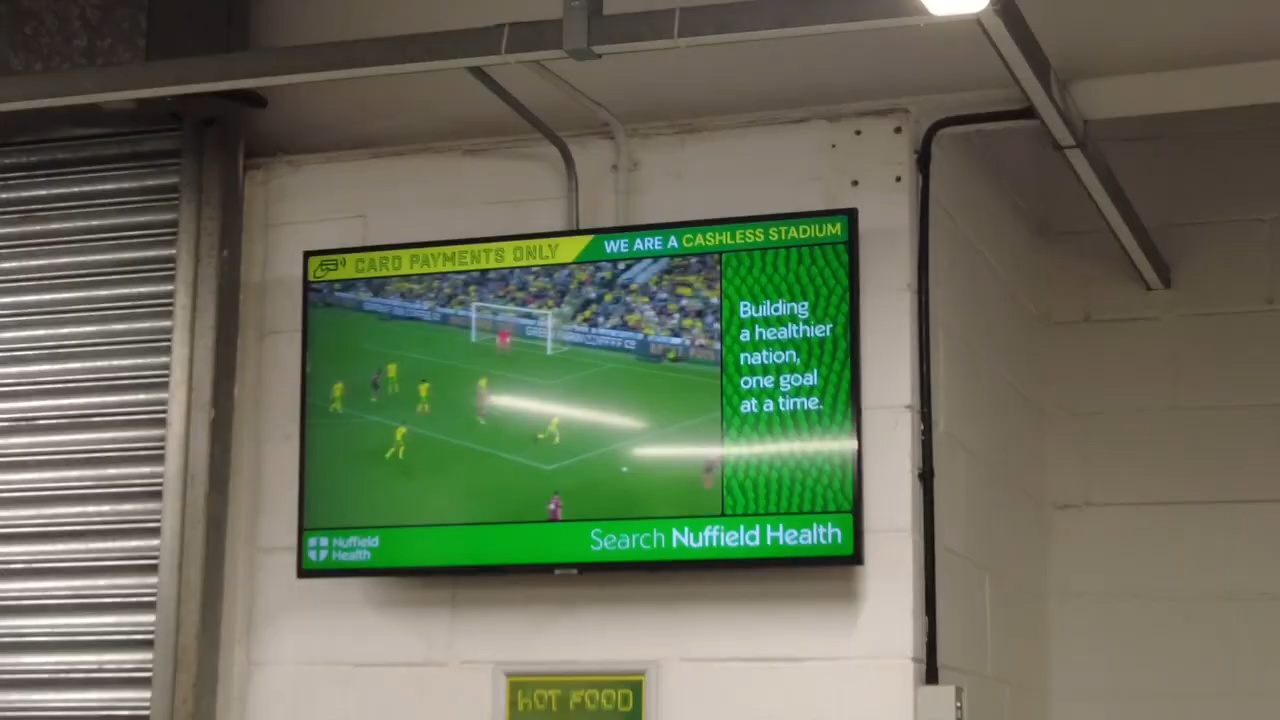 CARD PAYMENTS ONLY
WE ARE A CASHLESS STADIUM
Building
a healthier
nation,
one goal
at a time.
Nuffield
Health
Search Nuffield Health
HOT FOOD